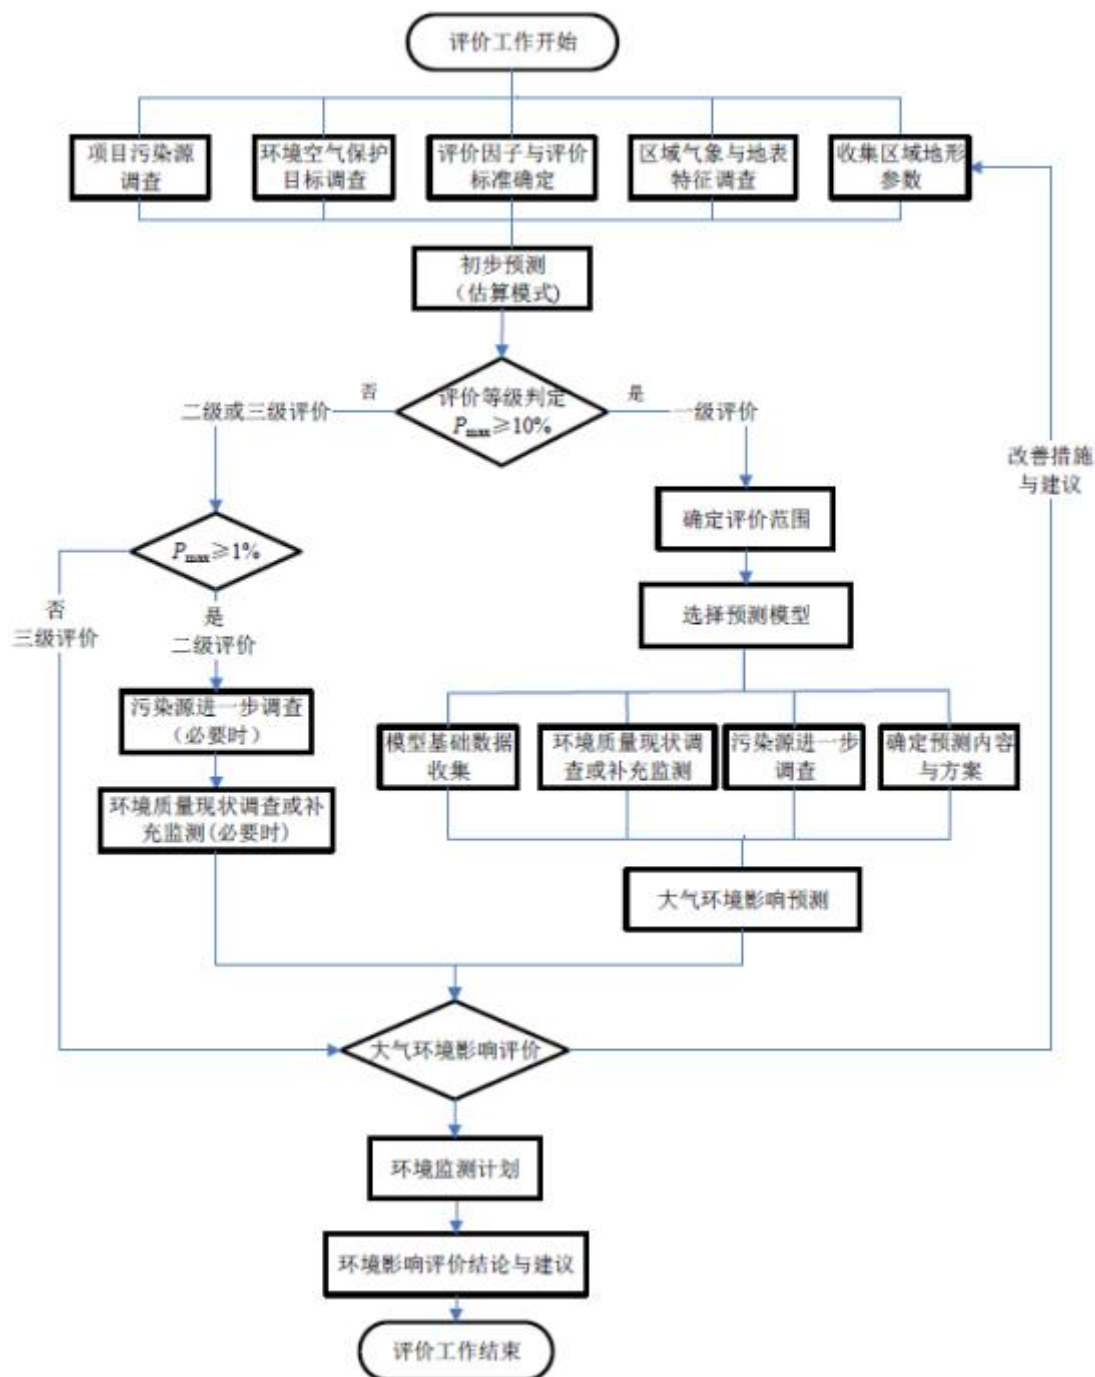 评价工作开始
项目污染源
调查
环境空气保护
目标调查
评价因子与评价
标准确定
区域气象与地表
特征调查
收集区域地形
参数
初步预测
（估算模式)
评价等级判定
Pmax≥10%
否
二级或三级评价
是
一级评价
改善措施
与建议
确定评价范围
Pmax≥1%
选择预测模型
否
三级评价
是
二级评价
污染源进一步调查
（必要时）
环境质量现状调查或补
充监测(必要时)
模型基础数据
收集
环境质量现状调
查或补充监测
污染源进一步
调查
确定预测内容
与方案
大气环境影响预测
大气环境影响评价
环境监测计划
环境影响评价结论与建议
评价工作结束